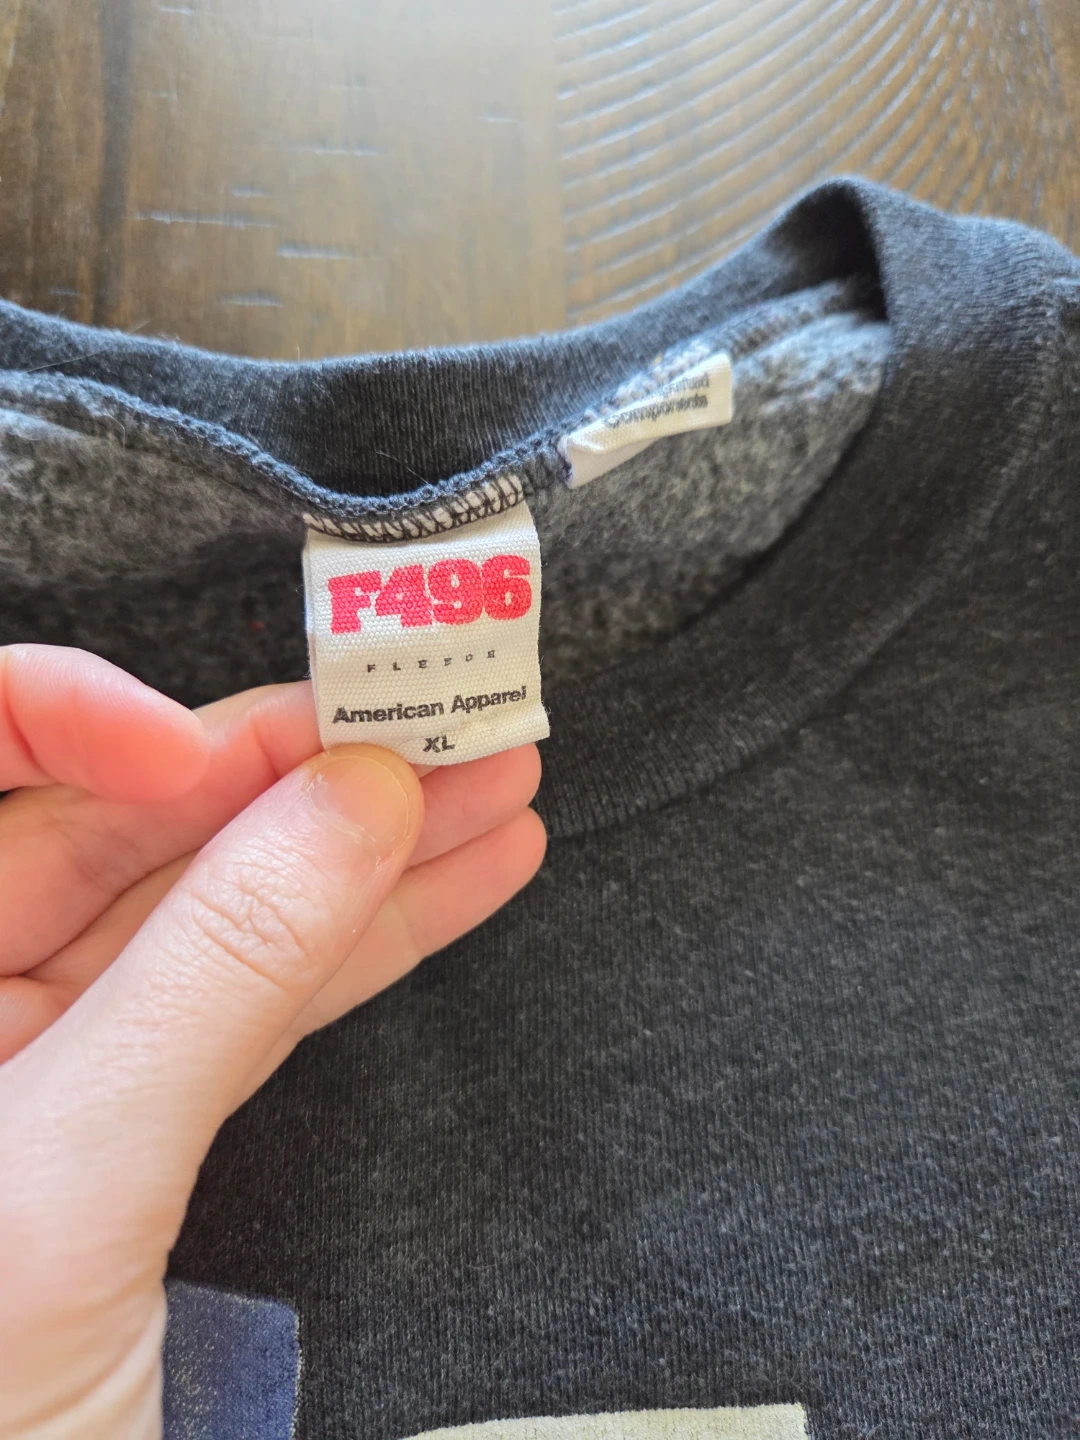 F496
FLEECE
American Apparel
XL
Components